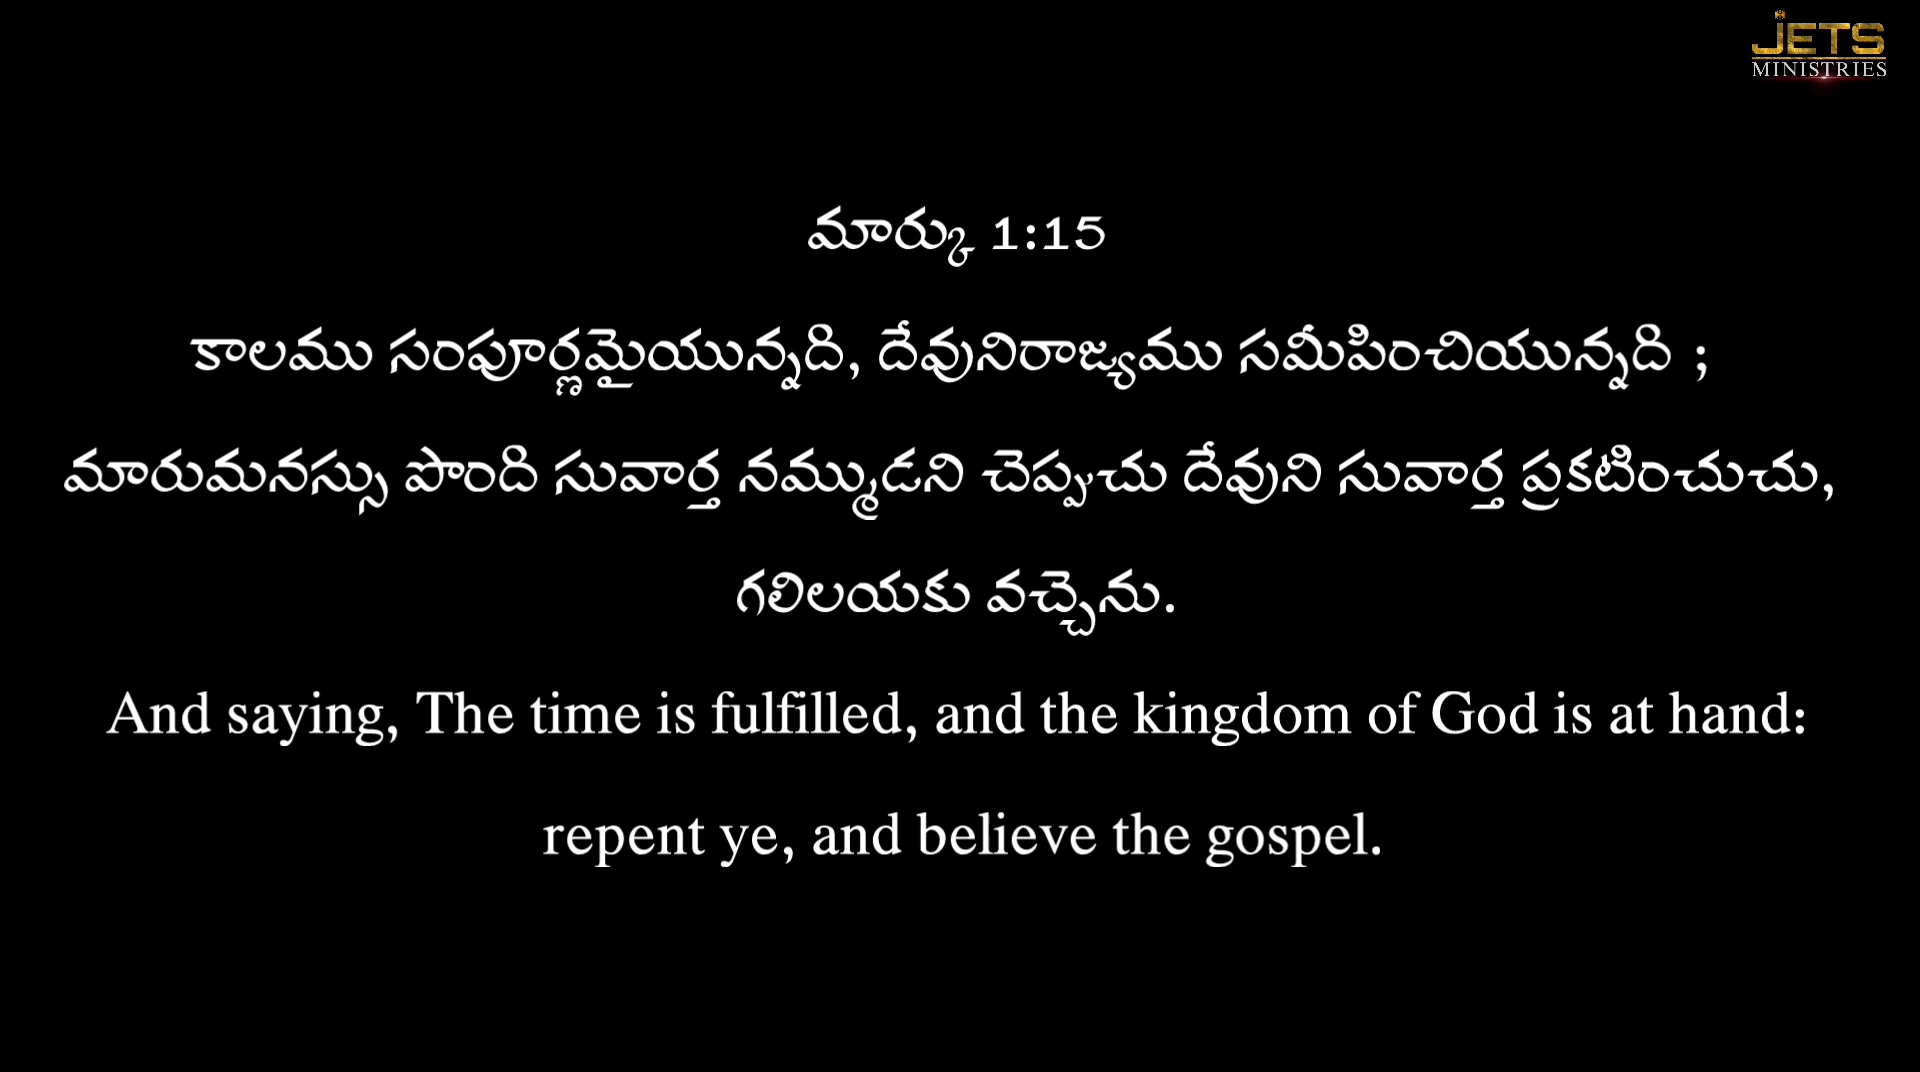 JETS
MINISTRIES
మార్కు 1:15
కాలము సంపూర్ణమైయున్నది, దేవునిరాజ్యము సమీపించియున్నది ;
మారుమనస్సు పొంది సువార్త నమ్ముడని చెప్పుచు దేవుని సువార్త ప్రకటించుచు,
గలిలయకు వచ్చెను.
And saying, The time is fulfilled, and the kingdom of God is at hand:
repent ye, and believe the gospel.